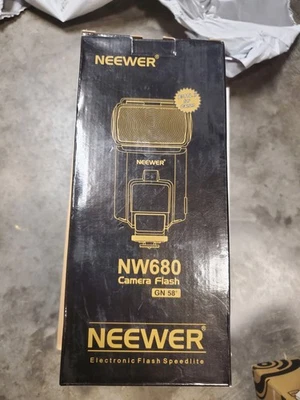 NEEWER®
NEEWER®
NW680
Camera Flash
GN 58*
NEEWER®
Electronic Flash Speedlite